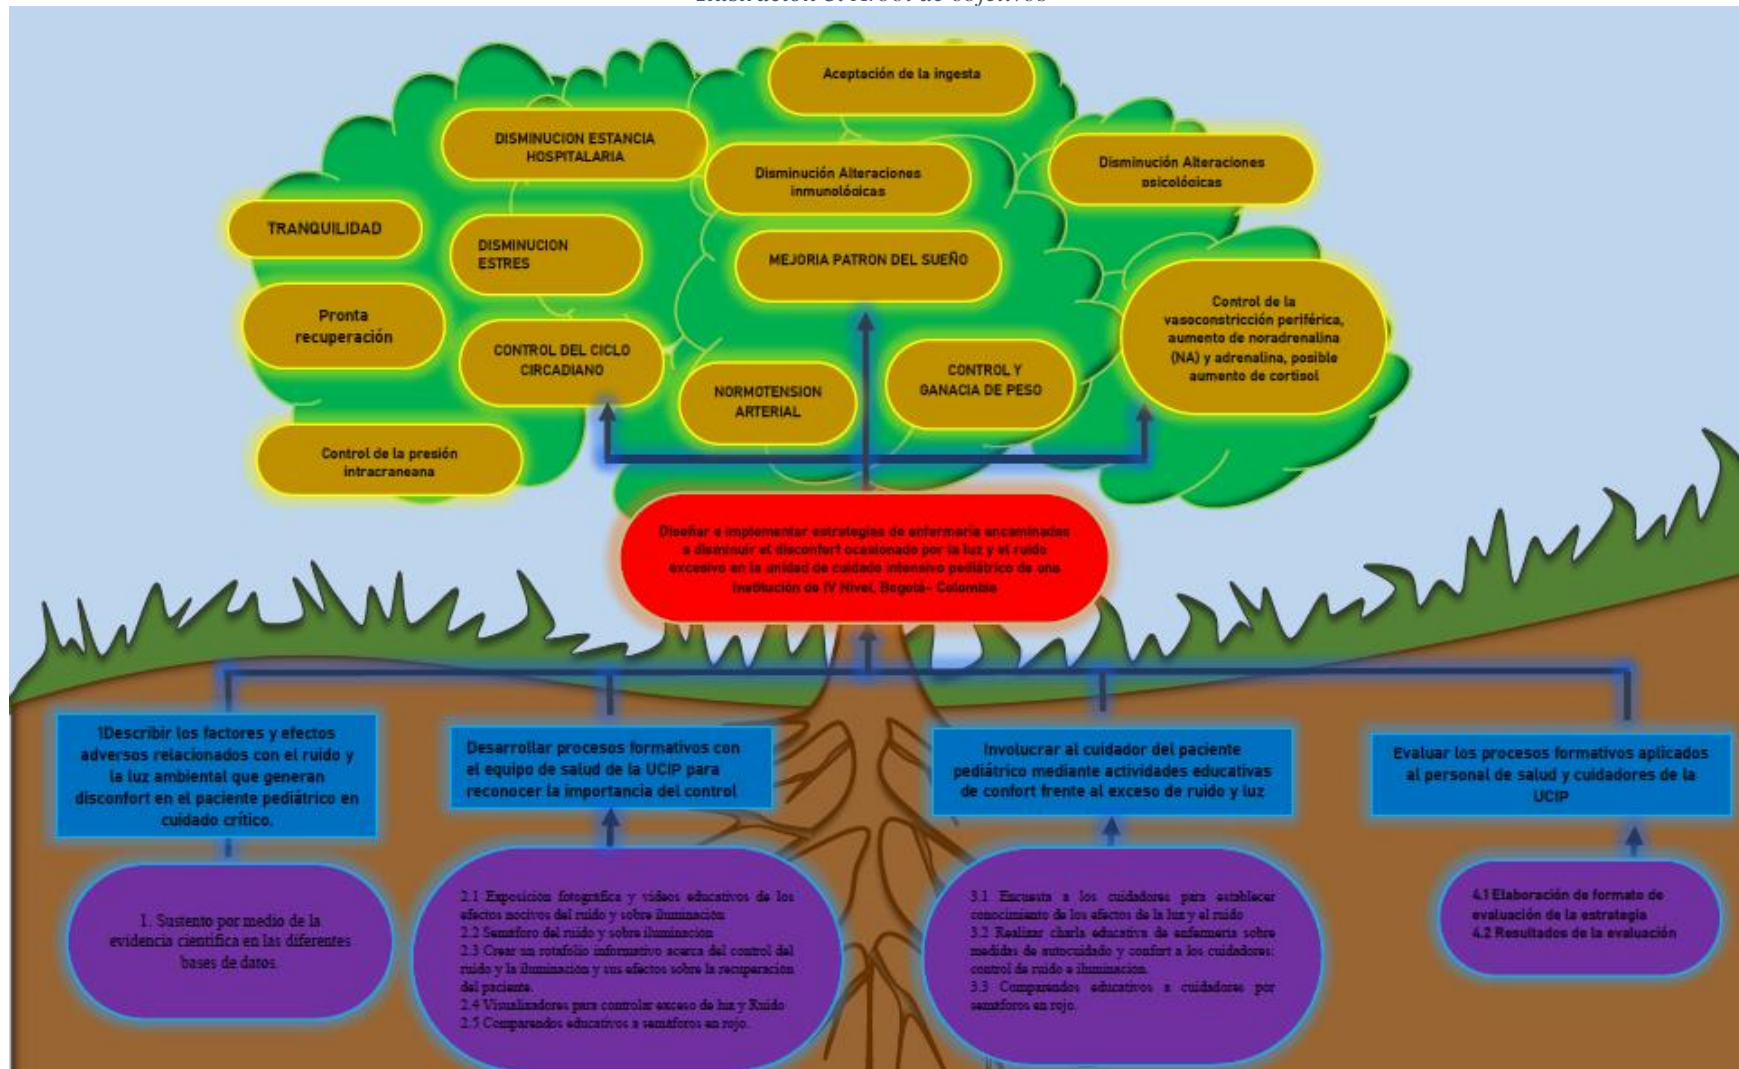 Ilustración 3. Árbol de objetivos
Aceptación de la ingesta
DISMINUCION ESTANCIA
HOSPITALARIA
Disminución Alteraciones
inmunológicas
Disminución Alteraciones
psicológicas
TRANQUILIDAD
DISMINUCION
ESTRES
MEJORIA PATRON DEL SUEÑO
Pronta
recuperación
CONTROL DEL CICLO
CIRCADIANO
NORMOTENSION
ARTERIAL
CONTROL Y
GANACIA DE PESO
Control de la
vasoconstricción periférica,
aumento de noradrenalina
(NA) y adrenalina, posible
aumento de cortisol
Control de la presión
intracraneana
Diseñar e implementar estrategias de enfermería encaminadas
a disminuir el disconfort ocasionado por la luz y el ruido
excesivo en la unidad de cuidado intensivo pediátrico de una
Institución de IV Nivel, Bogotá- Colombia
1Describir los factores y efectos
adversos relacionados con el ruido y
la luz ambiental que generan
disconfort en el paciente pediátrico en
cuidado crítico.
Desarrollar procesos formativos con
el equipo de salud de la UCIP para
reconocer la importancia del control
Involucrar al cuidador del paciente
pediátrico mediante actividades educativas
de confort frente al exceso de ruido y luz
Evaluar los procesos formativos aplicados
al personal de salud y cuidadores de la
UCIP
1. Sustento por medio de la
evidencia científica en las diferentes
bases de datos.
2.1 Exposición fotográfica y videos educativos de los
efectos nocivos del ruido y sobre iluminación
2.2 Semáforo del ruido y sobre iluminación
2.3 Crear un rotafolio informativo acerca del control del
ruido y la iluminación y sus efectos sobre la recuperación
del paciente.
2.4 Visualizadores para controlar exceso de luz y Ruido
2.5 Comparendos educativos a semáforos en rojo.
3.1. Encuesta a los cuidadores para establecer
conocimiento de los efectos de la luz y el ruido
3.2 Realizar charla educativa de enfermería sobre
medidas de autocuidado y confort a los cuidadores:
control de ruido e iluminación.
3.3 Comparendos educativos a cuidadores por
semáforos en rojo.
4.1 Elaboración de formato de
evaluación de la estrategia
4.2 Resultados de la evaluación